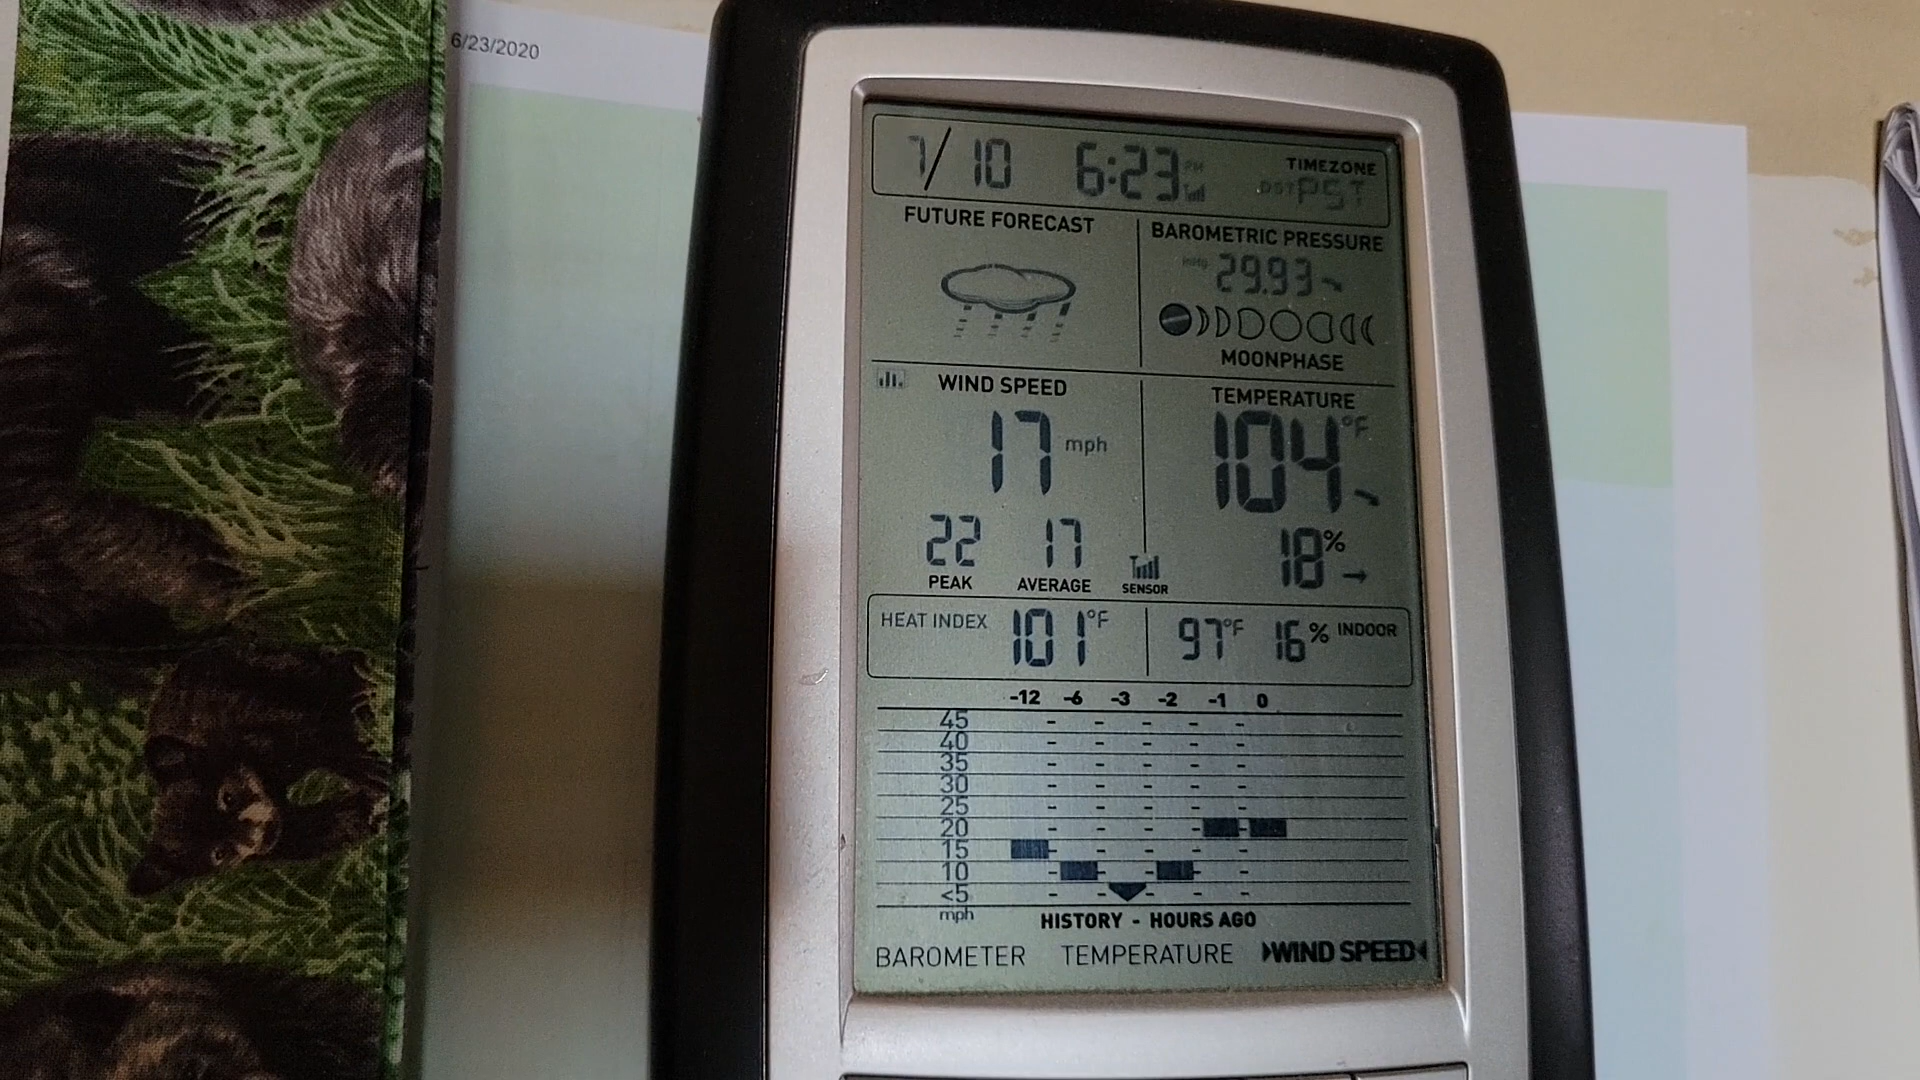 6/23/2020
7/10 6:23 PM TIMEZONE
DST PST
FUTURE FORECAST
BAROMETRIC PRESSURE
inHg 29.93
MOONPHASE
WIND SPEED
17 mph
22 17
PEAK AVERAGE
TEMPERATURE
104°F
18%
SENSOR
HEAT INDEX 101°F 97°F 16% INDOOR
-12 -6 -3 -2 -1 0
45
40
35
30
25
20
15
10
<5
mph
HISTORY - HOURS AGO
BAROMETER TEMPERATURE WIND SPEED